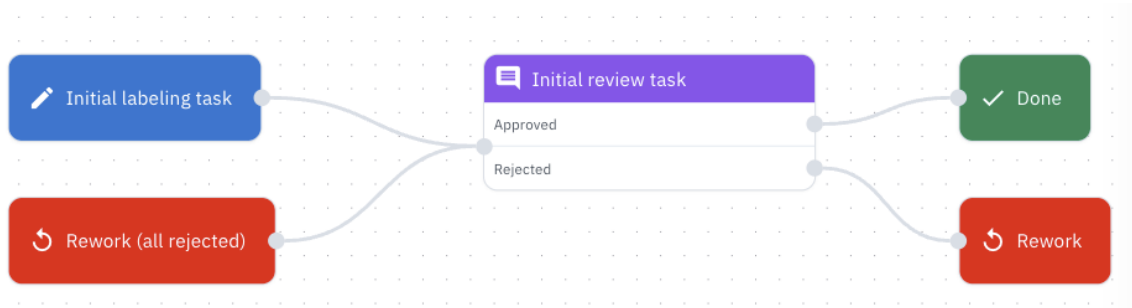 Initial labeling task
Rework (all rejected)
Initial review task
Approved
Rejected
Done
Rework